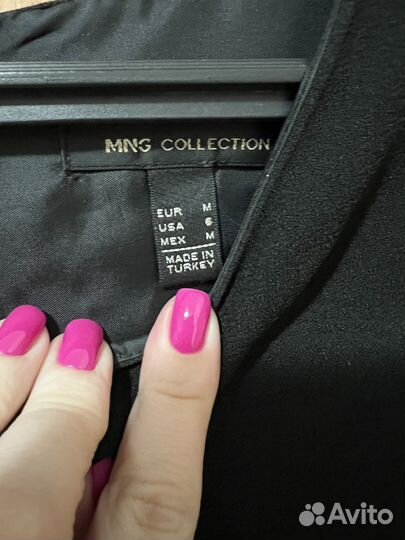 MNG COLLECTION
EUR M
USA 6
MEX M
MADE IN
TURKEY
Avito